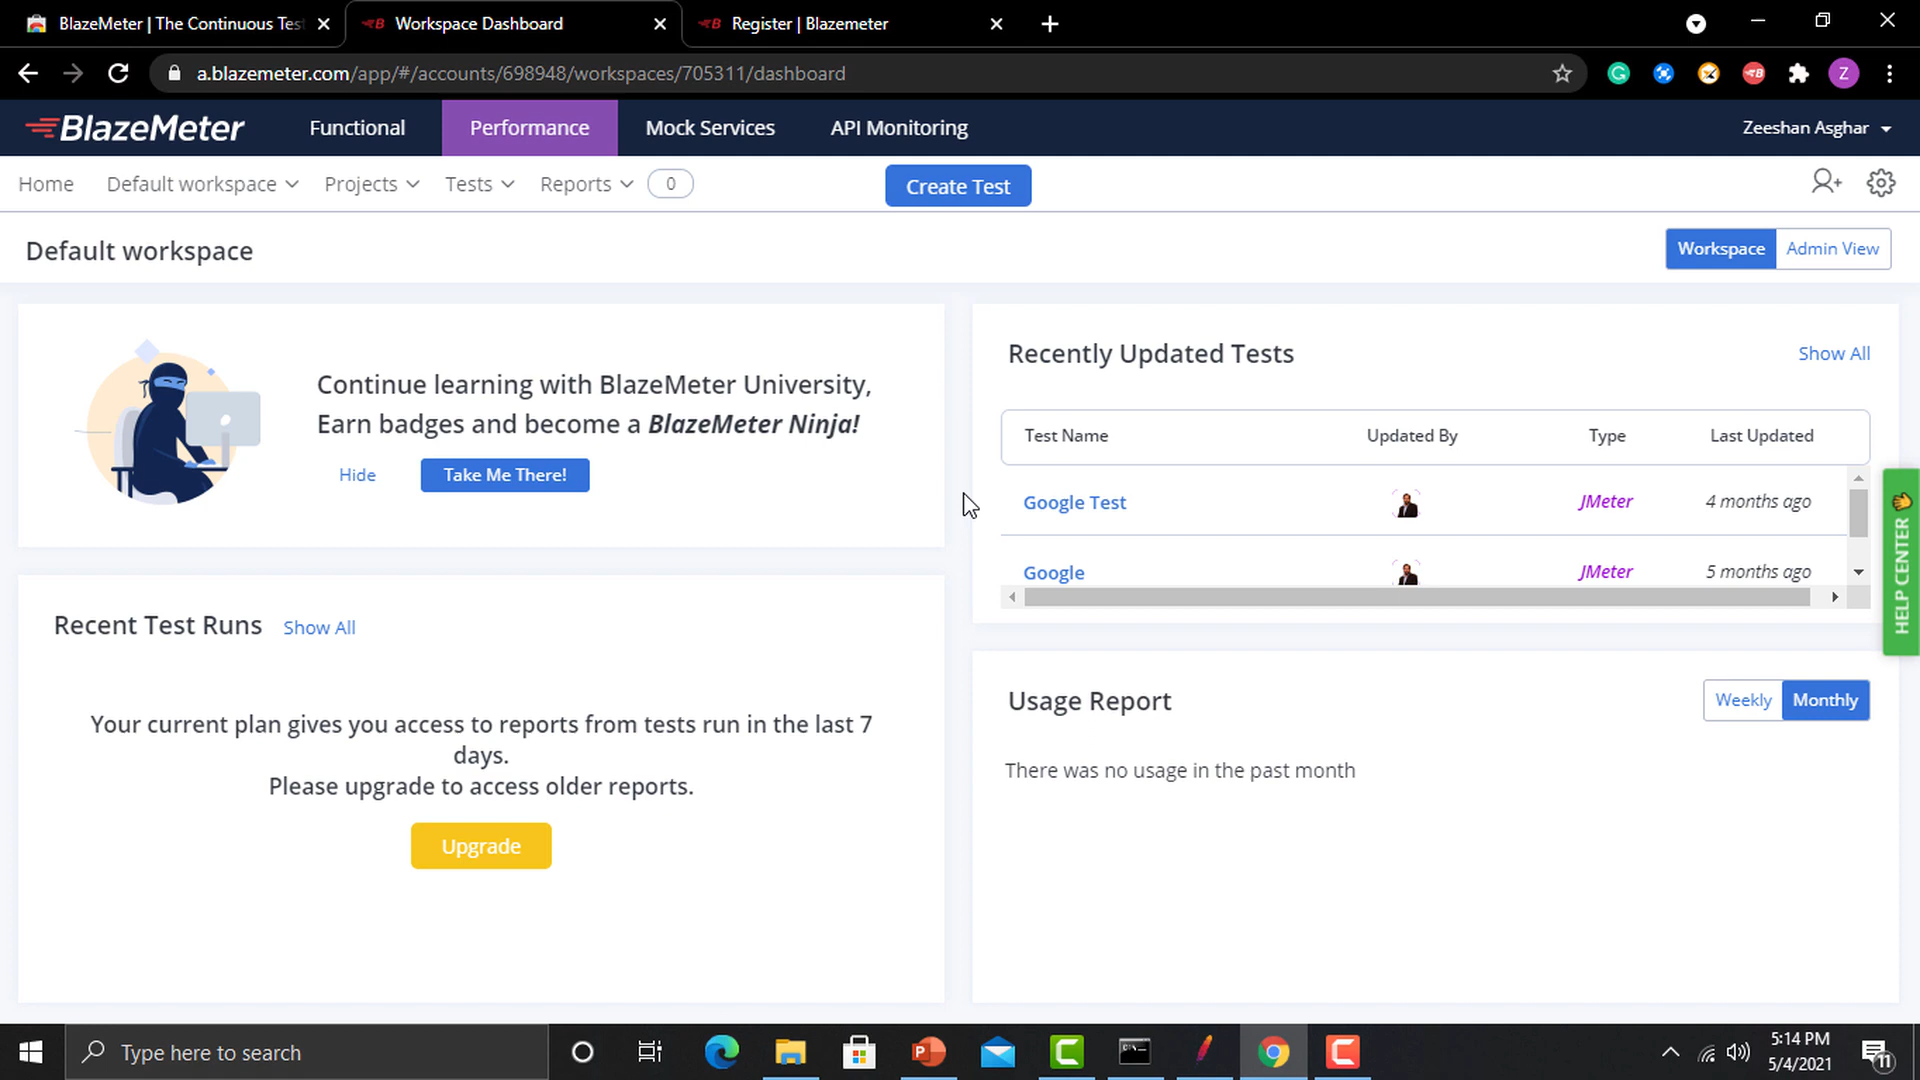 BlazeMeter | The Continuous Tes
Workspace Dashboard
Register | Blazemeter
a.blazemeter.com/app/#/accounts/698948/workspaces/705311/dashboard
Z
BlazeMeter
Functional
Performance
Mock Services
API Monitoring
Zeeshan Asghar
Home
Default workspace
Projects
Tests
Reports
0
Create Test
Default workspace
Workspace
Admin View
Continue learning with BlazeMeter University,
Earn badges and become a BlazeMeter Ninja!
Hide
Take Me There!
Recently Updated Tests
Show All
Test Name
Updated By
Type
Last Updated
Google Test
JMeter
4 months ago
Google
JMeter
5 months ago
HELP CENTER
Recent Test Runs
Show All
Your current plan gives you access to reports from tests run in the last 7
days.
Please upgrade to access older reports.
Upgrade
Usage Report
Weekly
Monthly
There was no usage in the past month
Type here to search
5:14 PM
5/4/2021
11